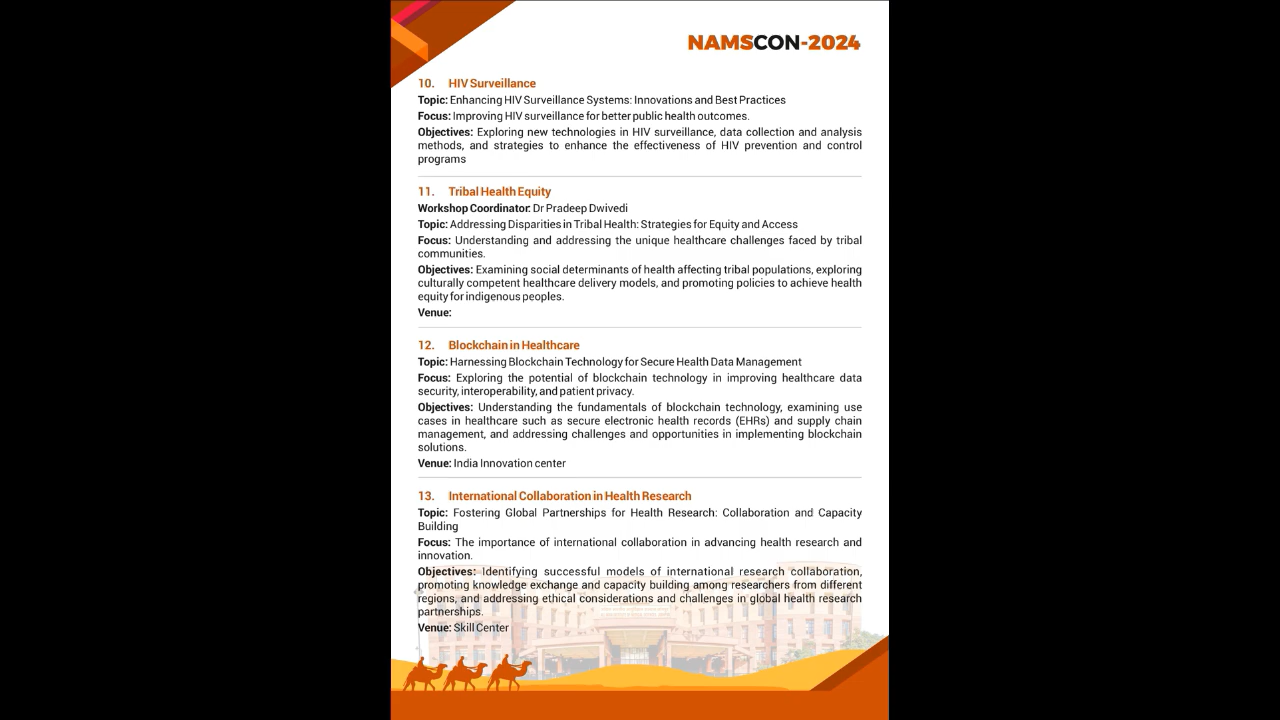 NAMSCON-2024
10. HIV Surveillance
Topic: Enhancing HIV Surveillance Systems: Innovations and Best Practices
Focus: Improving HIV surveillance for better public health outcomes.
Objectives: Exploring new technologies in HIV surveillance, data collection and analysis
methods, and strategies to enhance the effectiveness of HIV prevention and control
programs
11. Tribal Health Equity
Workshop Coordinator: Dr Pradeep Dwivedi
Topic: Addressing Disparities in Tribal Health: Strategies for Equity and Access
Focus: Understanding and addressing the unique healthcare challenges faced by tribal
communities.
Objectives: Examining social determinants of health affecting tribal populations, exploring
culturally competent healthcare delivery models, and promoting policies to achieve health
equity for indigenous peoples.
Venue:
12. Blockchain in Healthcare
Topic: Harnessing Blockchain Technology for Secure Health Data Management
Focus: Exploring the potential of blockchain technology in improving healthcare data
security, interoperability, and patient privacy.
Objectives: Understanding the fundamentals of blockchain technology, examining use
cases in healthcare such as secure electronic health records (EHRs) and supply chain
management, and addressing challenges and opportunities in implementing blockchain
solutions.
Venue: India Innovation center
13. International Collaboration in Health Research
Topic: Fostering Global Partnerships for Health Research: Collaboration and Capacity
Building
Focus: The importance of international collaboration in advancing health research and
innovation.
Objectives: Identifying successful models of international research collaboration,
promoting knowledge exchange and capacity building among researchers from different
regions, and addressing ethical considerations and challenges in global health research
partnerships.
Venue: Skill Center